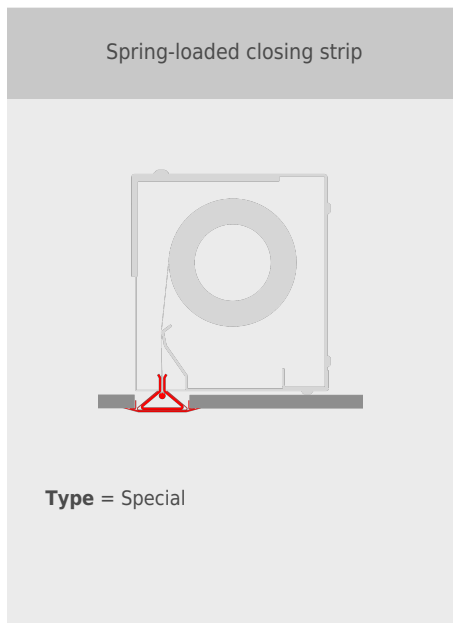 Spring-loaded closing strip
Type = Special